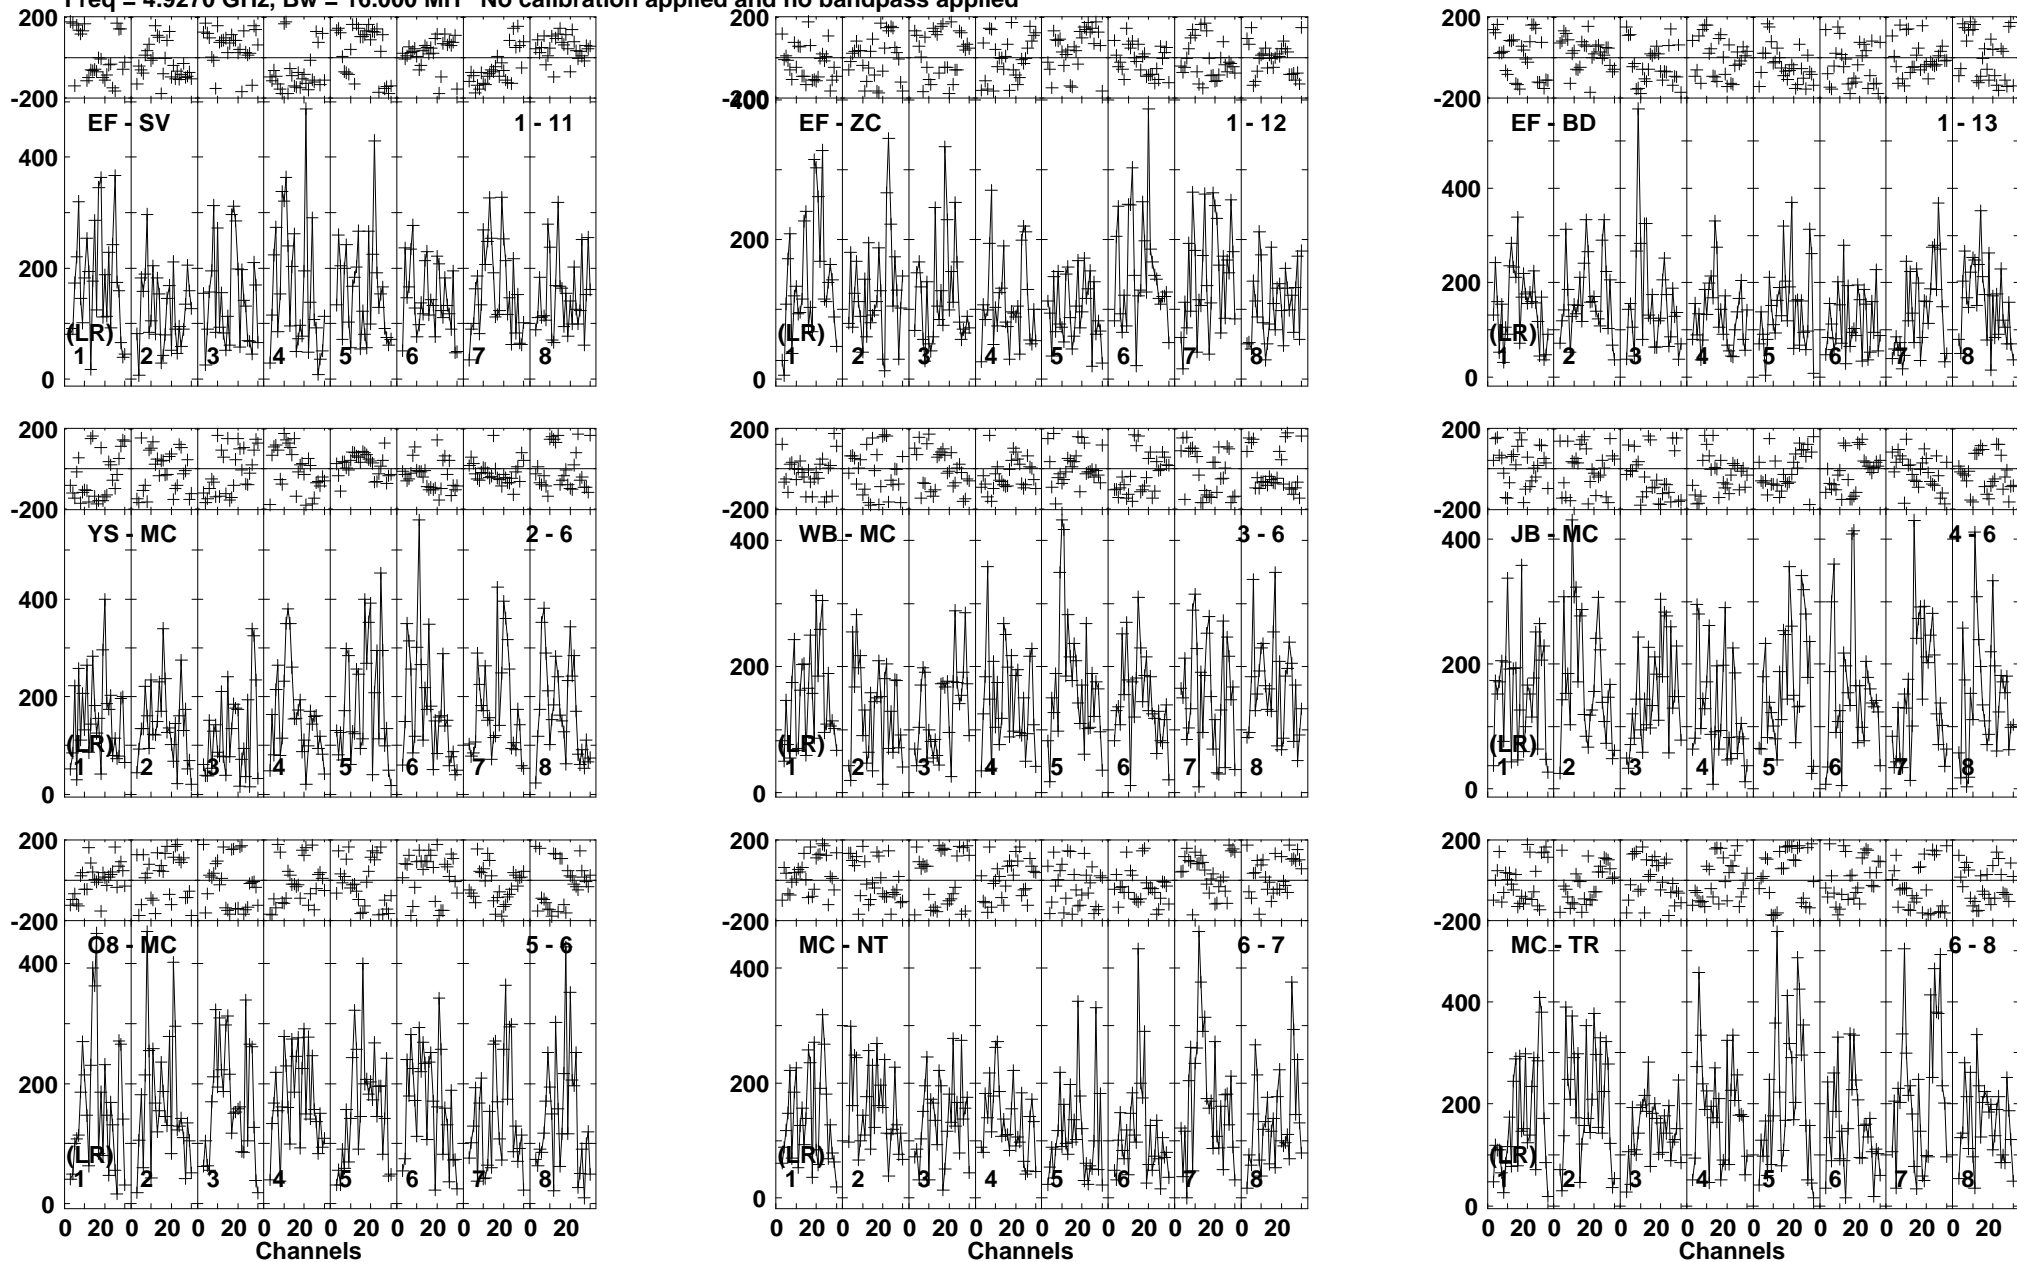 Freq = 4.9270 GHz, Bw = 16.000 MH No calibration applied and no bandpass applied
200 200 200
-200 -200 -200
400
EF - SV 1 - 11 EF - ZC 1 - 12 EF - BD 1 - 13
400 400
200 200 200
(LR) (LR) (LR)
1 2 3 4 5 6 7 8 1 2 3 4 5 6 7 8 1 2 3 4 5 6 7 8
0 0 0
200 200 200
-200 -200 -200
YS - MC 2 - 6 WB - MC 3 - 6 JB - MC 4 - 6
400 400 400
200 200 200
(LR) (LR) (LR)
1 2 3 4 5 6 7 8 1 2 3 4 5 6 7 8 1 2 3 4 5 6 7 8
0 0 0
200 200 200
-200 -200 -200
O8 - MC 5 - 6 MC - NT 6 - 7 MC - TR 6 - 8
400 400 400
200 200 200
(LR) (LR) (LR)
1 2 3 4 5 6 7 8 1 2 3 4 5 6 7 8 1 2 3 4 5 6 7 8
0 0 0
0 20 0 20 0 20 0 20 0 20 0 20 0 20 0 20 0 20 0 20 0 20 0 20 0 20 0 20 0 20 0 20 0 20 0 20 0 20 0 20 0 20 0 20 0 20 0 20
Channels Channels Channels